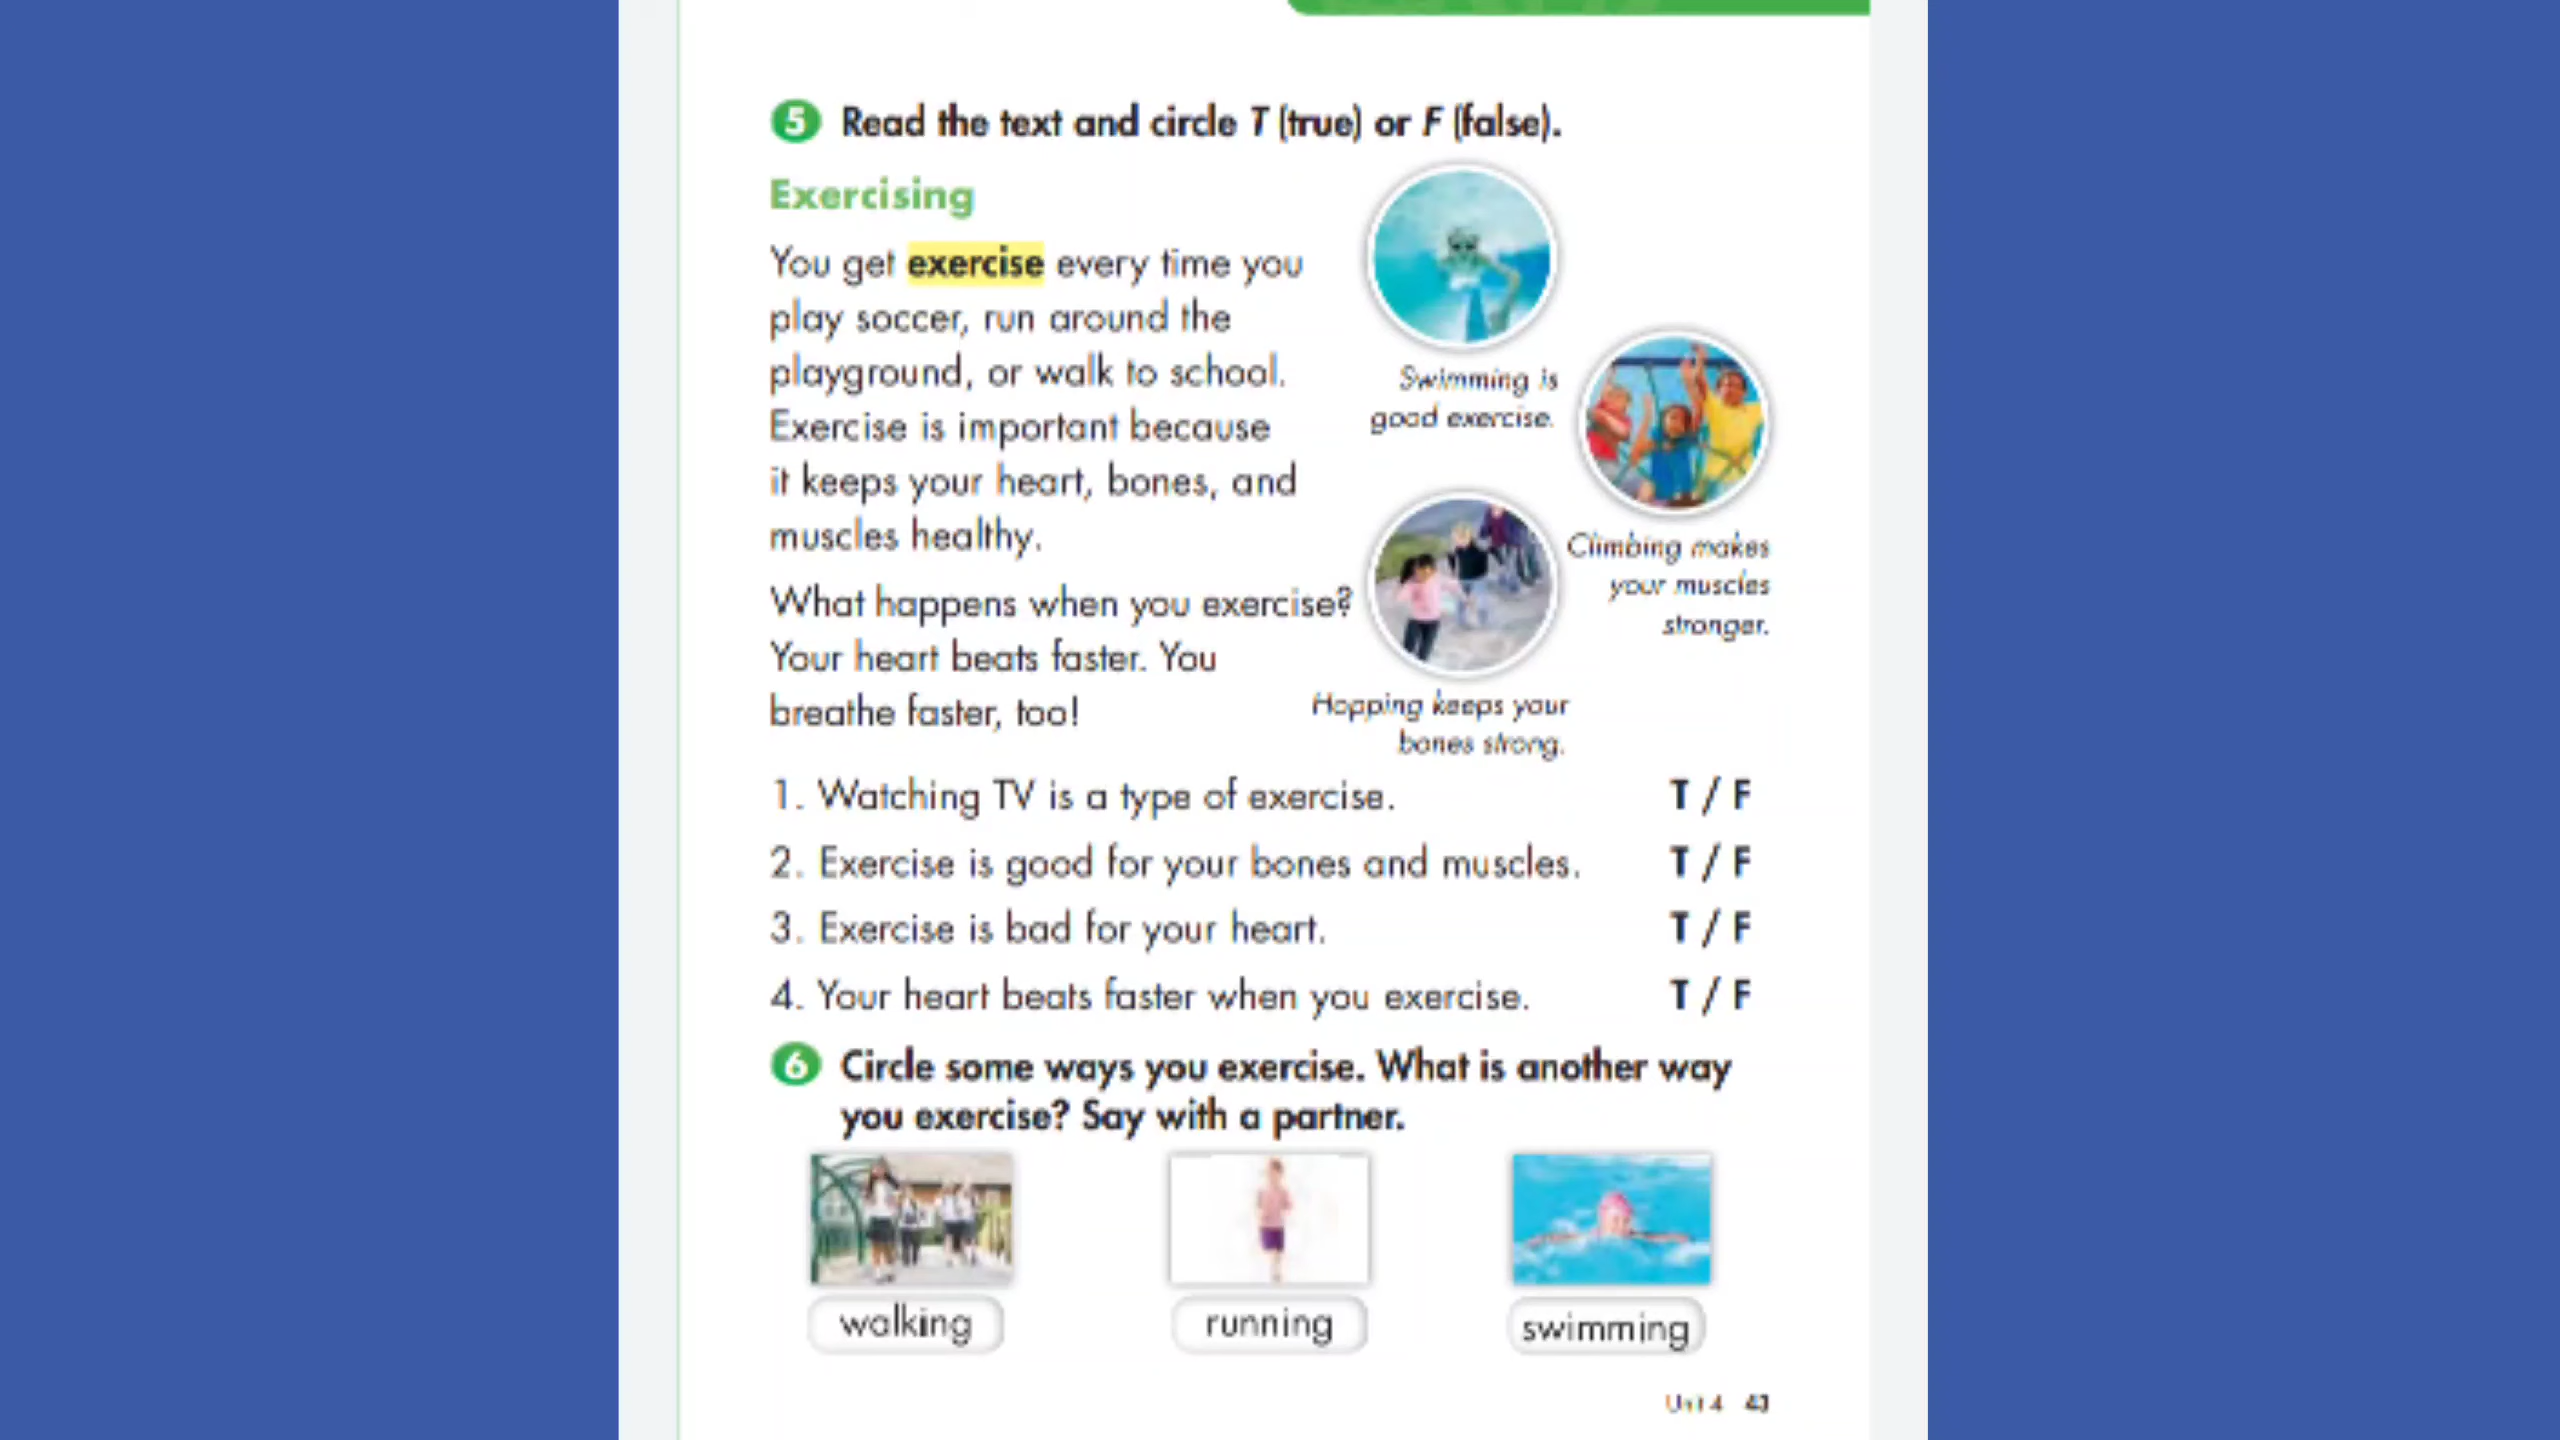 5 Read the text and circle T (true) or F (false).
Exercising
You get exercise every time you
play soccer, run around the
playground, or walk to school.
Exercise is important because
it keeps your heart, bones, and
muscles healthy.
What happens when you exercise?
Your heart beats faster. You
breathe faster, too!
Swimming is
good exercise.
Climbing makes
your muscles
stronger.
Hopping keeps your
bones strong.
1. Watching TV is a type of exercise. T / F
2. Exercise is good for your bones and muscles. T / F
3. Exercise is bad for your heart. T / F
4. Your heart beats faster when you exercise. T / F
6 Circle some ways you exercise. What is another way
you exercise? Say with a partner.
walking
running
swimming
Unit 4